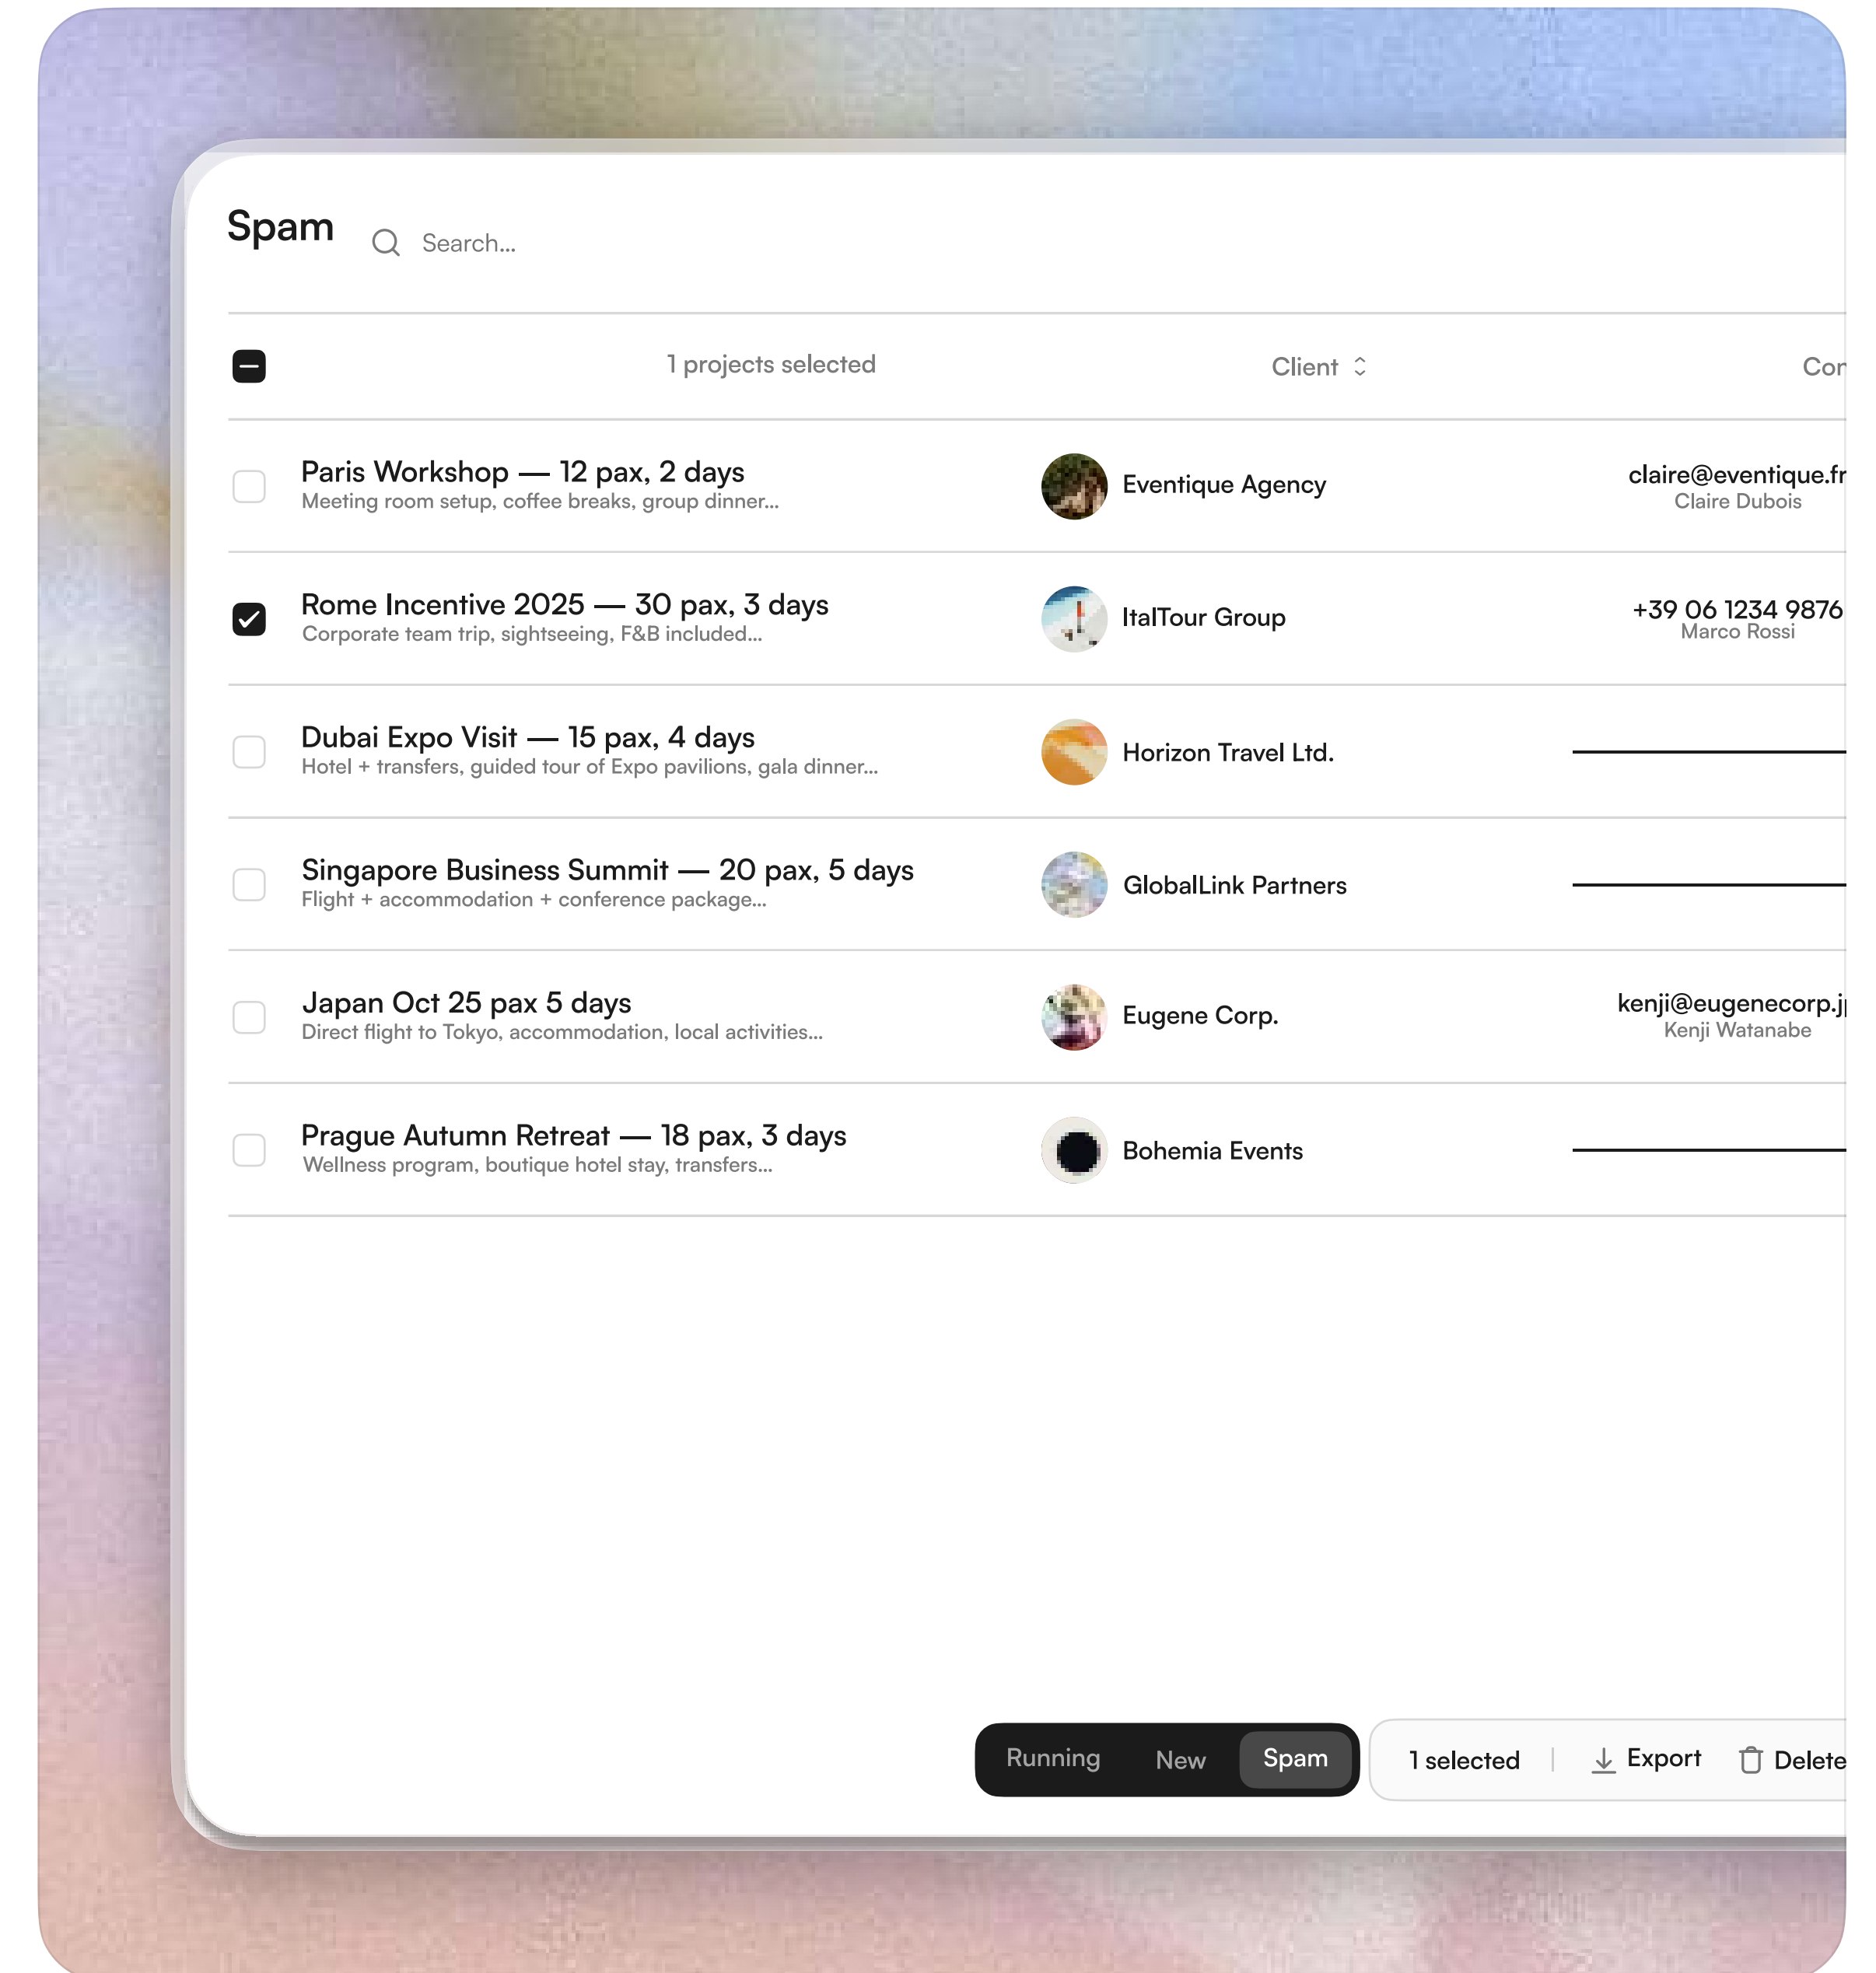 Spam
Search...
1 projects selected
Client
Con
Paris Workshop — 12 pax, 2 days
Meeting room setup, coffee breaks, group dinner...
Eventique Agency
claire@eventique.fr
Claire Dubois
Rome Incentive 2025 — 30 pax, 3 days
Corporate team trip, sightseeing, F&B included...
ItalTour Group
+39 06 1234 9876
Marco Rossi
Dubai Expo Visit — 15 pax, 4 days
Hotel + transfers, guided tour of Expo pavilions, gala dinner...
Horizon Travel Ltd.
Singapore Business Summit — 20 pax, 5 days
Flight + accommodation + conference package...
GlobalLink Partners
Japan Oct 25 pax 5 days
Direct flight to Tokyo, accommodation, local activities...
Eugene Corp.
kenji@eugenecorp.jp
Kenji Watanabe
Prague Autumn Retreat — 18 pax, 3 days
Wellness program, boutique hotel stay, transfers...
Bohemia Events
Running
New
Spam
1 selected
Export
Delete